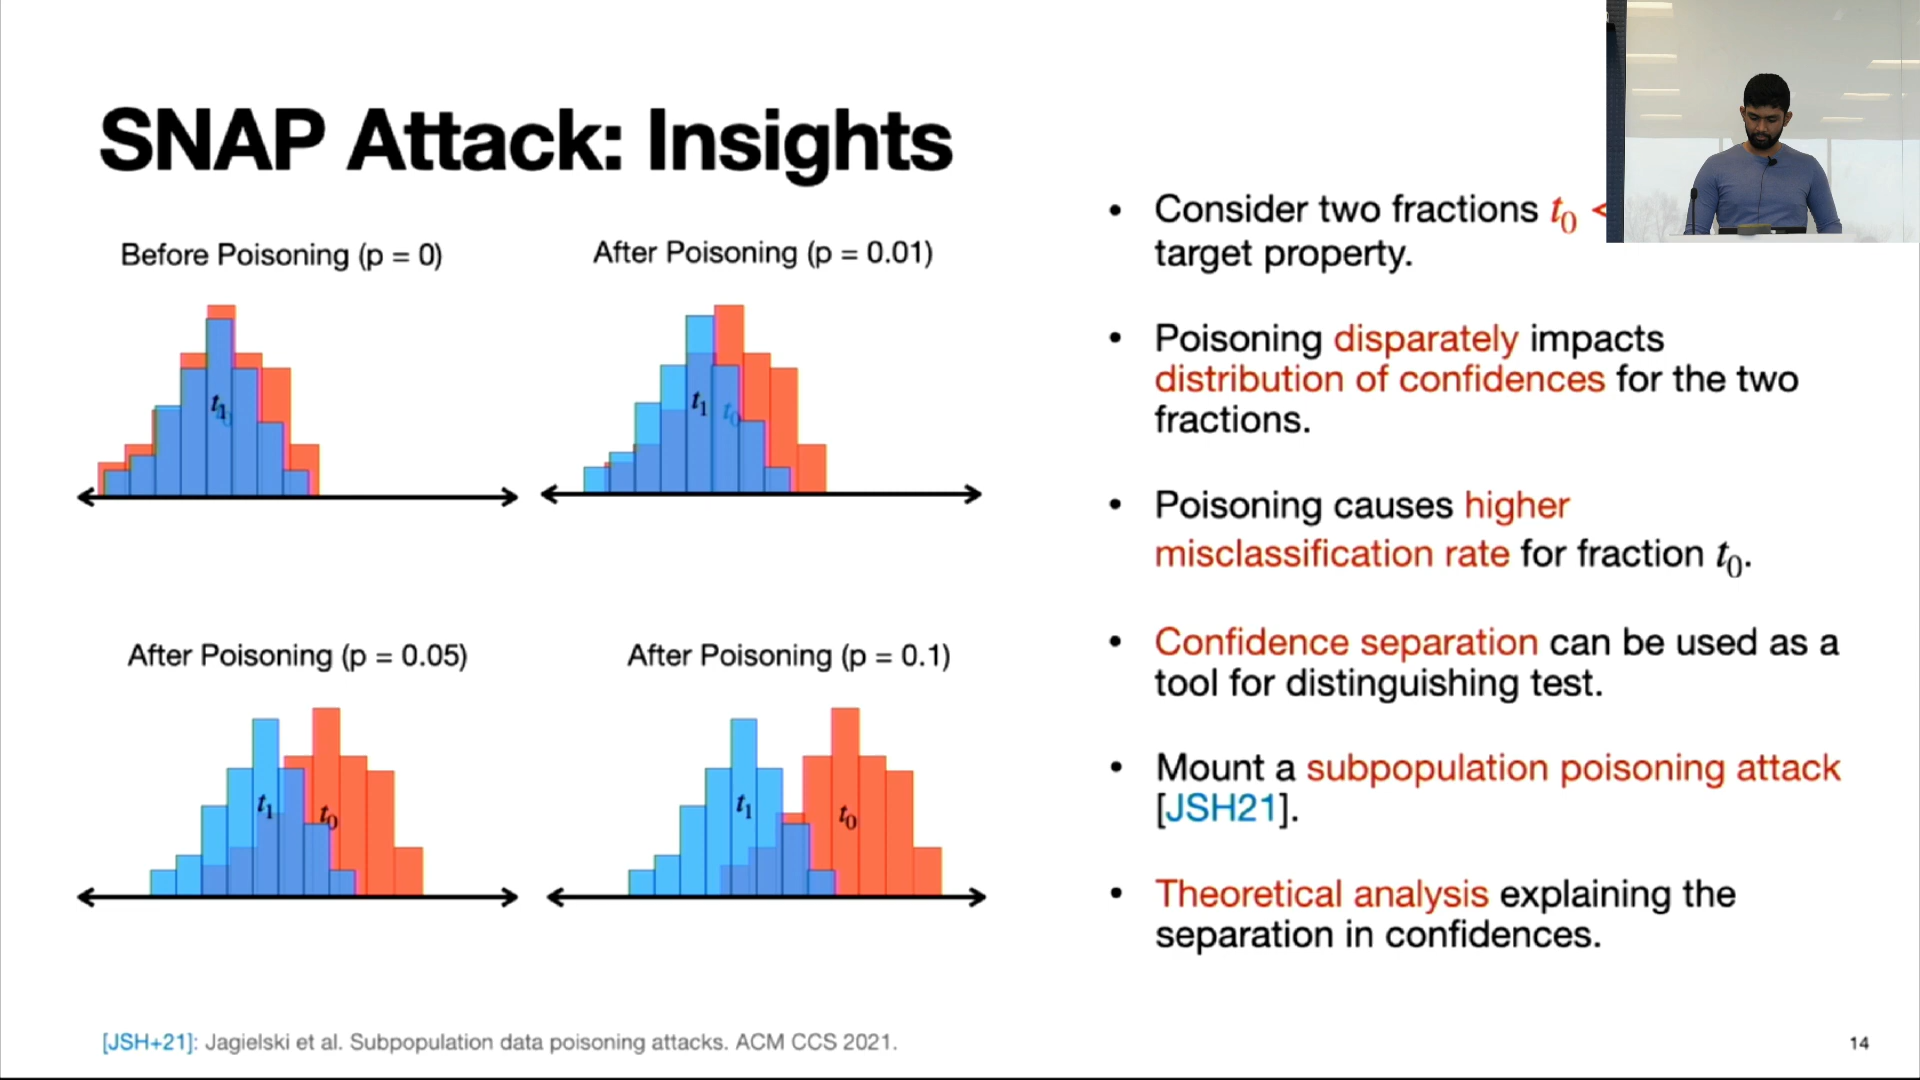 SNAP Attack: Insights
Before Poisoning (p = 0)
After Poisoning (p = 0.01)
t1
t1 t0
After Poisoning (p = 0.05)
After Poisoning (p = 0.1)
t1 t0
t1 t0
• Consider two fractions t0 <
target property.
• Poisoning disparately impacts
distribution of confidences for the two
fractions.
• Poisoning causes higher
misclassification rate for fraction t0.
• Confidence separation can be used as a
tool for distinguishing test.
• Mount a subpopulation poisoning attack
[JSH21].
• Theoretical analysis explaining the
separation in confidences.
[JSH+21]: Jagielski et al. Subpopulation data poisoning attacks. ACM CCS 2021.
14